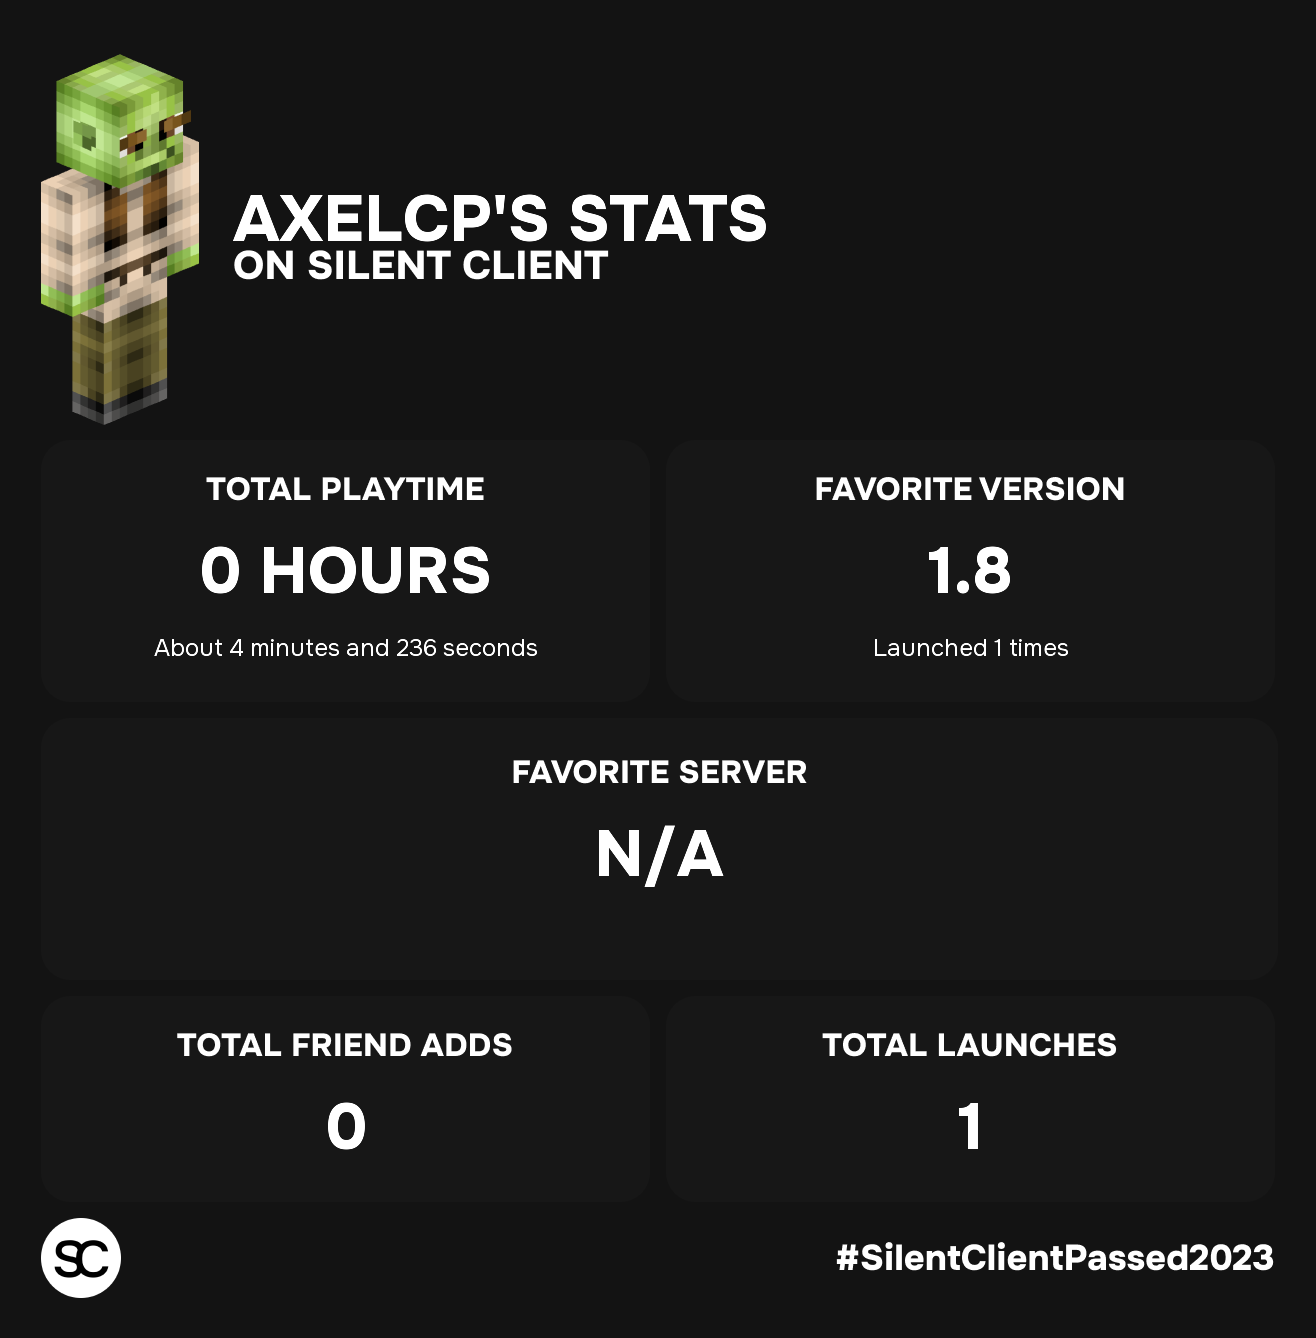 AXELCP'S STATS
ON SILENT CLIENT
TOTAL PLAYTIME
0 HOURS
About 4 minutes and 236 seconds
FAVORITE VERSION
1.8
Launched 1 times
FAVORITE SERVER
N/A
TOTAL FRIEND ADDS
0
TOTAL LAUNCHES
1
SC
#SilentClientPassed2023